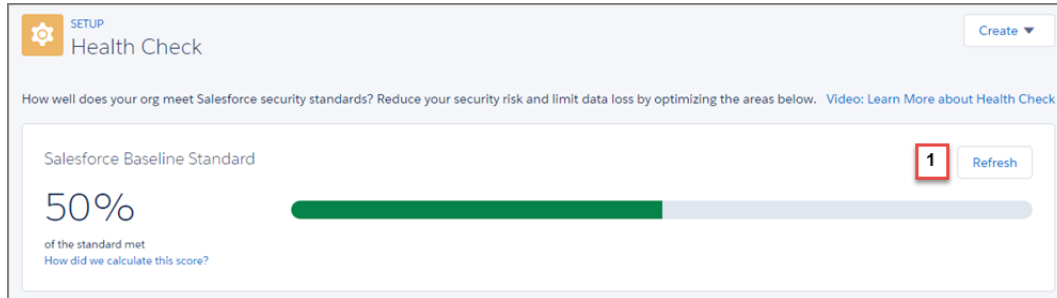 SETUP
Health Check
Create
How well does your org meet Salesforce security standards? Reduce your security risk and limit data loss by optimizing the areas below. Video: Learn More about Health Check
Salesforce Baseline Standard
1
Refresh
50%
of the standard met
How did we calculate this score?